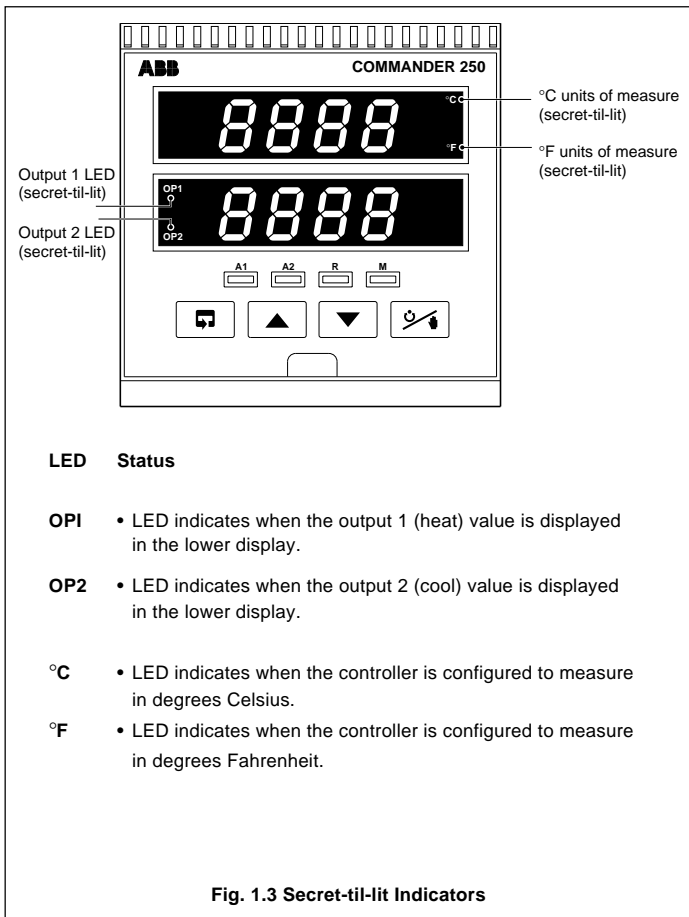 ABB COMMANDER 250
8888
°C
°F
°C units of measure
(secret-til-lit)
°F units of measure
(secret-til-lit)
Output 1 LED
(secret-til-lit)
Output 2 LED
(secret-til-lit)
OP1
OP2
8888
A1 A2 R M
LED Status
OPI • LED indicates when the output 1 (heat) value is displayed
in the lower display.
OP2 • LED indicates when the output 2 (cool) value is displayed
in the lower display.
°C • LED indicates when the controller is configured to measure
in degrees Celsius.
°F • LED indicates when the controller is configured to measure
in degrees Fahrenheit.
Fig. 1.3 Secret-til-lit Indicators